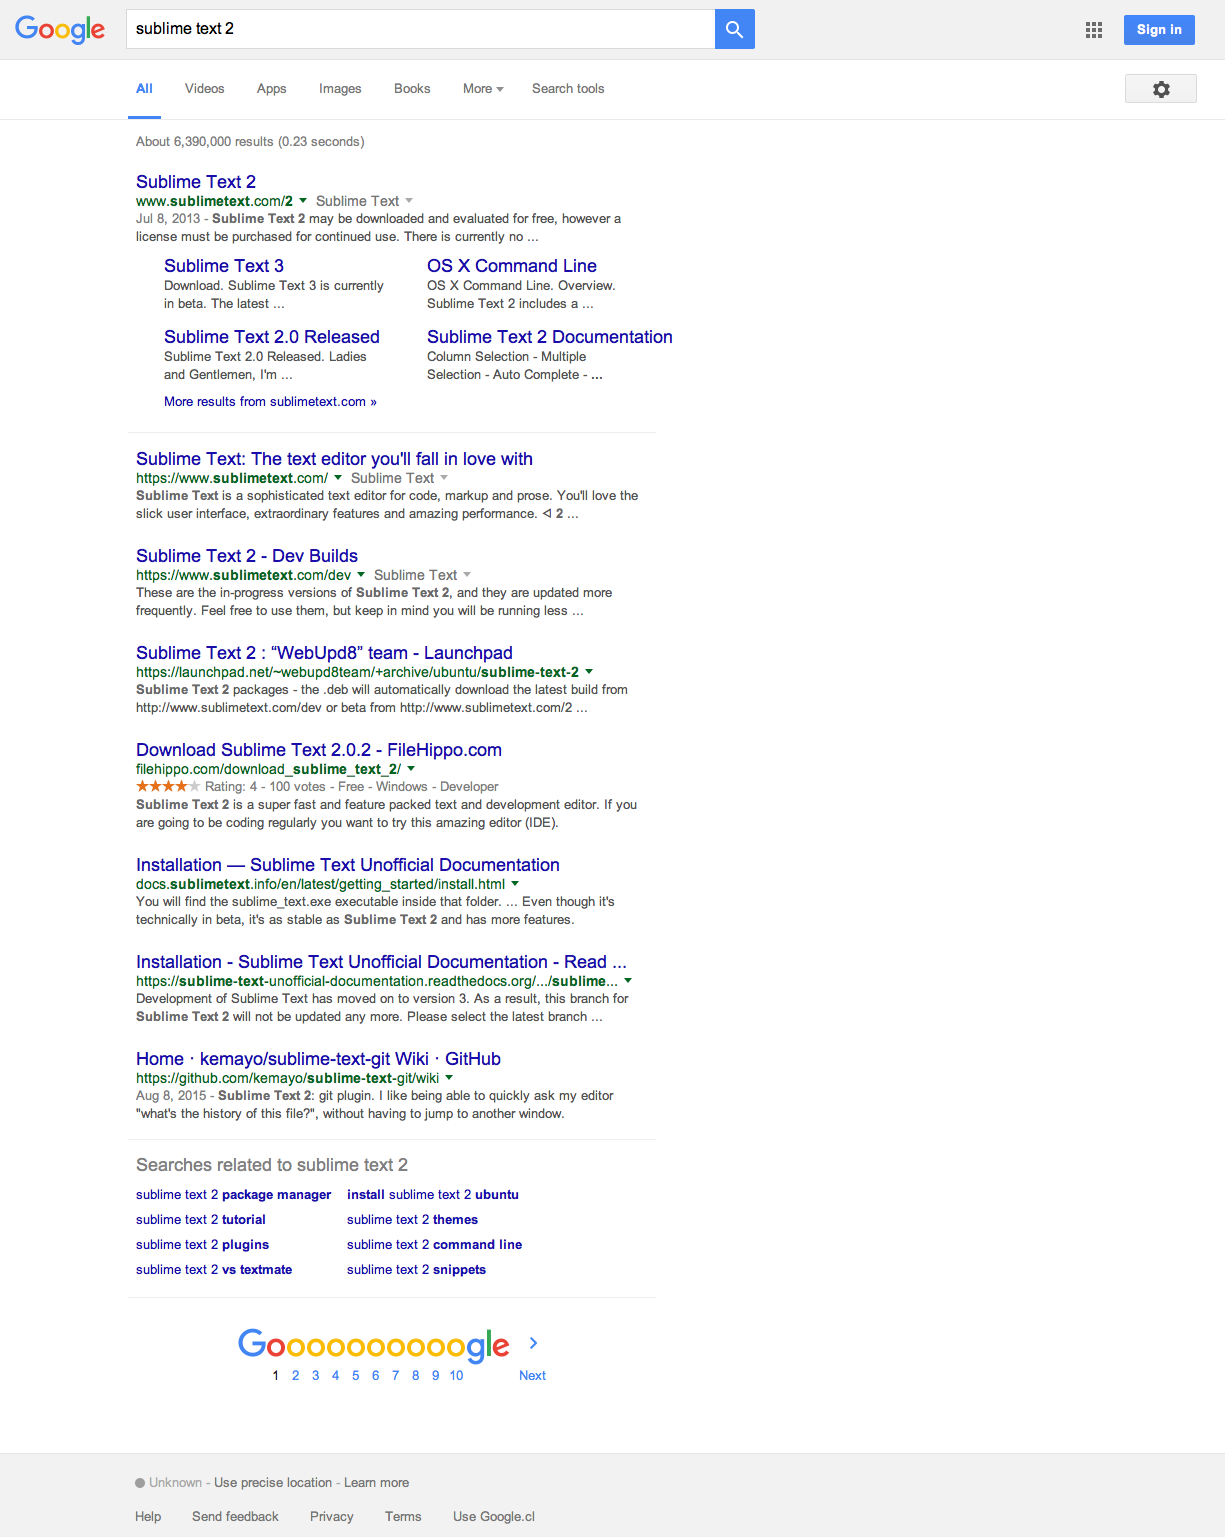 Google
sublime text 2
Sign in
All Videos Apps Images Books More Search tools
About 6,390,000 results (0.23 seconds)
Sublime Text 2
www.sublimetext.com/2 Sublime Text
Jul 8, 2013 - Sublime Text 2 may be downloaded and evaluated for free, however a
license must be purchased for continued use. There is currently no ...
Sublime Text 3
Download. Sublime Text 3 is currently
in beta. The latest ...
OS X Command Line
OS X Command Line. Overview.
Sublime Text 2 includes a ...
Sublime Text 2.0 Released
Sublime Text 2.0 Released. Ladies
and Gentlemen, I'm ...
Sublime Text 2 Documentation
Column Selection - Multiple
Selection - Auto Complete - ...
More results from sublimetext.com »
Sublime Text: The text editor you'll fall in love with
https://www.sublimetext.com/ Sublime Text
Sublime Text is a sophisticated text editor for code, markup and prose. You'll love the
slick user interface, extraordinary features and amazing performance. ᐊ 2 ...
Sublime Text 2 - Dev Builds
https://www.sublimetext.com/dev Sublime Text
These are the in-progress versions of Sublime Text 2, and they are updated more
frequently. Feel free to use them, but keep in mind you will be running less ...
Sublime Text 2 : “WebUpd8” team - Launchpad
https://launchpad.net/~webupd8team/+archive/ubuntu/sublime-text-2
Sublime Text 2 packages - the .deb will automatically download the latest build from
http://www.sublimetext.com/dev or beta from http://www.sublimetext.com/2 ...
Download Sublime Text 2.0.2 - FileHippo.com
filehippo.com/download_sublime_text_2/
Rating: 4 - 100 votes - Free - Windows - Developer
Sublime Text 2 is a super fast and feature packed text and development editor. If you
are going to be coding regularly you want to try this amazing editor (IDE).
Installation — Sublime Text Unofficial Documentation
docs.sublimetext.info/en/latest/getting_started/install.html
You will find the sublime_text.exe executable inside that folder. ... Even though it's
technically in beta, it's as stable as Sublime Text 2 and has more features.
Installation - Sublime Text Unofficial Documentation - Read ...
https://sublime-text-unofficial-documentation.readthedocs.org/.../sublime...
Development of Sublime Text has moved on to version 3. As a result, this branch for
Sublime Text 2 will not be updated any more. Please select the latest branch ...
Home · kemayo/sublime-text-git Wiki · GitHub
https://github.com/kemayo/sublime-text-git/wiki
Aug 8, 2015 - Sublime Text 2: git plugin. I like being able to quickly ask my editor
"what's the history of this file?", without having to jump to another window.
Searches related to sublime text 2
sublime text 2 package manager install sublime text 2 ubuntu
sublime text 2 tutorial sublime text 2 themes
sublime text 2 plugins sublime text 2 command line
sublime text 2 vs textmate sublime text 2 snippets
Goooooooooogle
1 2 3 4 5 6 7 8 9 10 Next
Unknown - Use precise location - Learn more
Help Send feedback Privacy Terms Use Google.cl